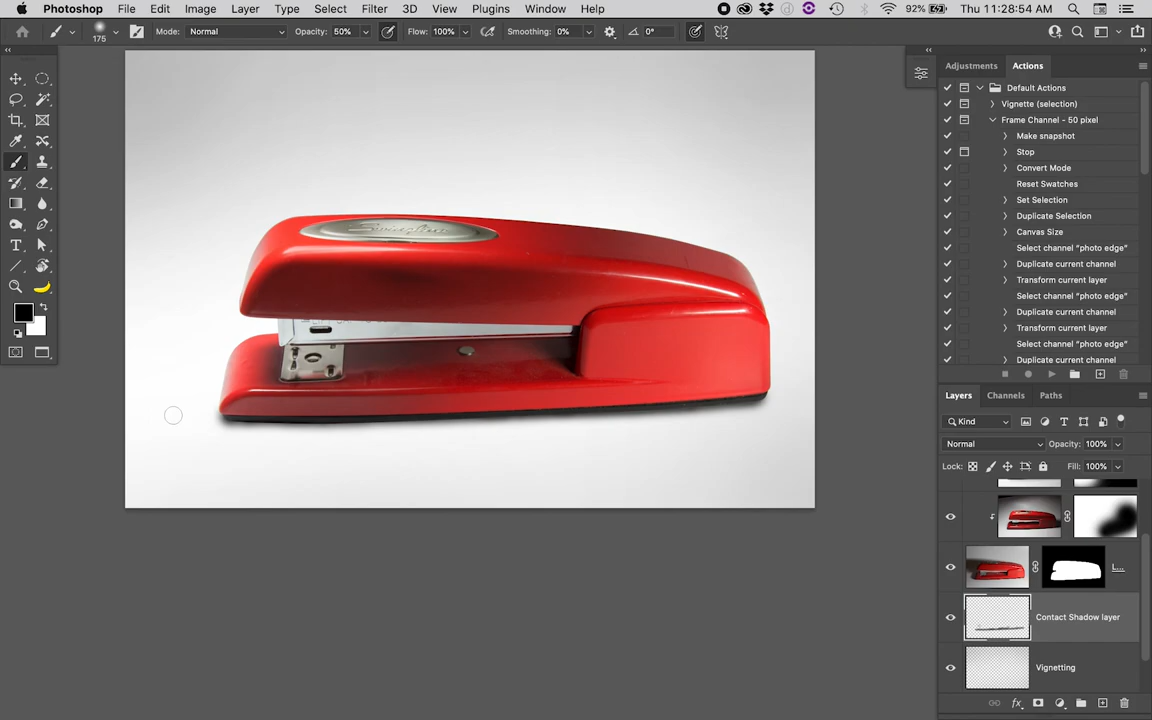 Photoshop File Edit Image Layer Type Select Filter 3D View Plugins Window Help 92% Thu 11:28:54 AM
175 Mode: Normal Opacity: 50% Flow: 100% Smoothing: 0% 0°
Adjustments Actions
Default Actions
Vignette (selection)
Frame Channel - 50 pixel
Make snapshot
Stop
Convert Mode
Reset Swatches
Set Selection
Duplicate Selection
Canvas Size
Select channel "photo edge"
Duplicate current channel
Transform current layer
Select channel "photo edge"
Duplicate current channel
Transform current layer
Select channel "photo edge"
Duplicate current channel
Swingline
Layers Channels Paths
Kind
Normal Opacity: 100%
Lock: Fill: 100%
L...
Contact Shadow layer
Vignetting
fx